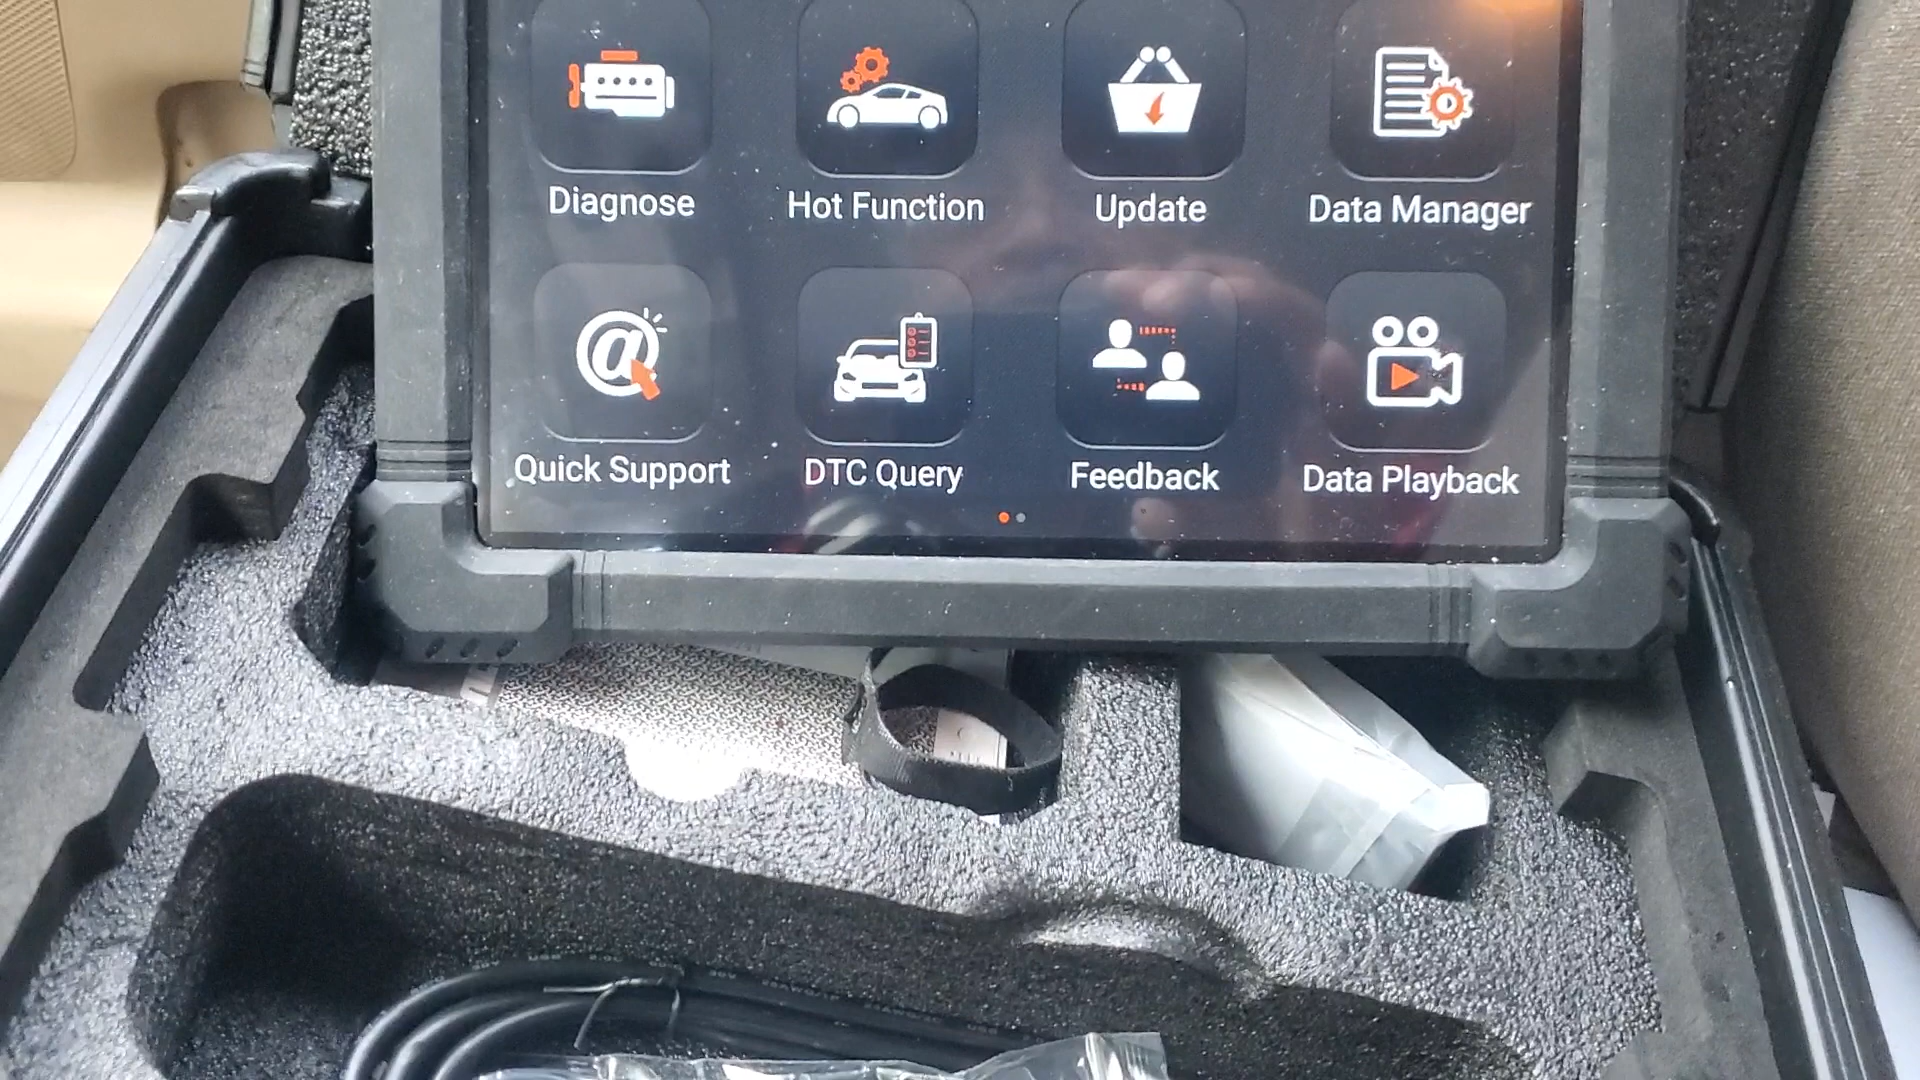 Diagnose
Hot Function
Update
Data Manager
Quick Support
DTC Query
Feedback
Data Playback